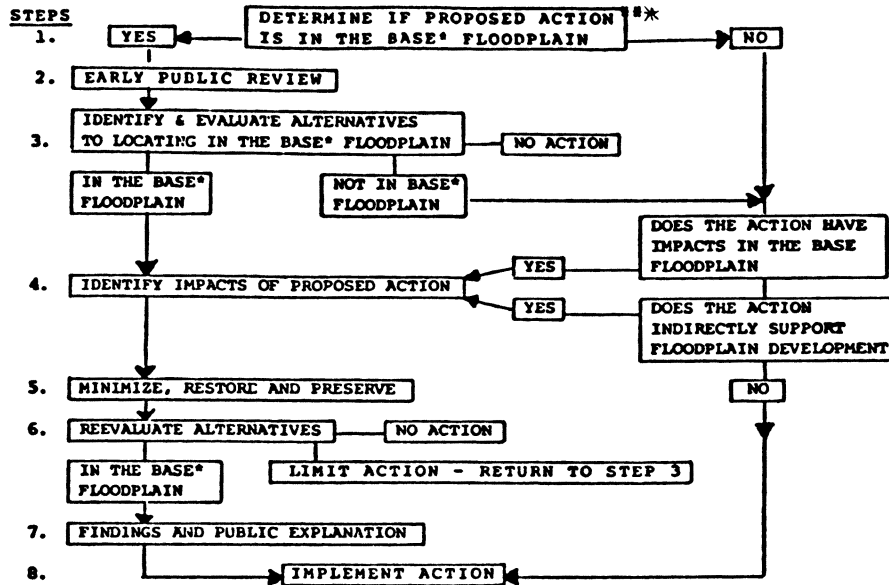 STEPS
DETERMINE IF PROPOSED ACTION***
1. YES IS IN THE BASE* FLOODPLAIN NO
2. EARLY PUBLIC REVIEW
IDENTIFY & EVALUATE ALTERNATIVES
3. TO LOCATING IN THE BASE* FLOODPLAIN NO ACTION
IN THE BASE*
FLOODPLAIN
NOT IN BASE*
FLOODPLAIN
DOES THE ACTION HAVE
IMPACTS IN THE BASE
FLOODPLAIN
YES
4. IDENTIFY IMPACTS OF PROPOSED ACTION
YES
DOES THE ACTION
INDIRECTLY SUPPORT
FLOODPLAIN DEVELOPMENT
5. MINIMIZE, RESTORE AND PRESERVE
NO
6. REEVALUATE ALTERNATIVES NO ACTION
IN THE BASE*
FLOODPLAIN
LIMIT ACTION - RETURN TO STEP 3
7. FINDINGS AND PUBLIC EXPLANATION
8. IMPLEMENT ACTION